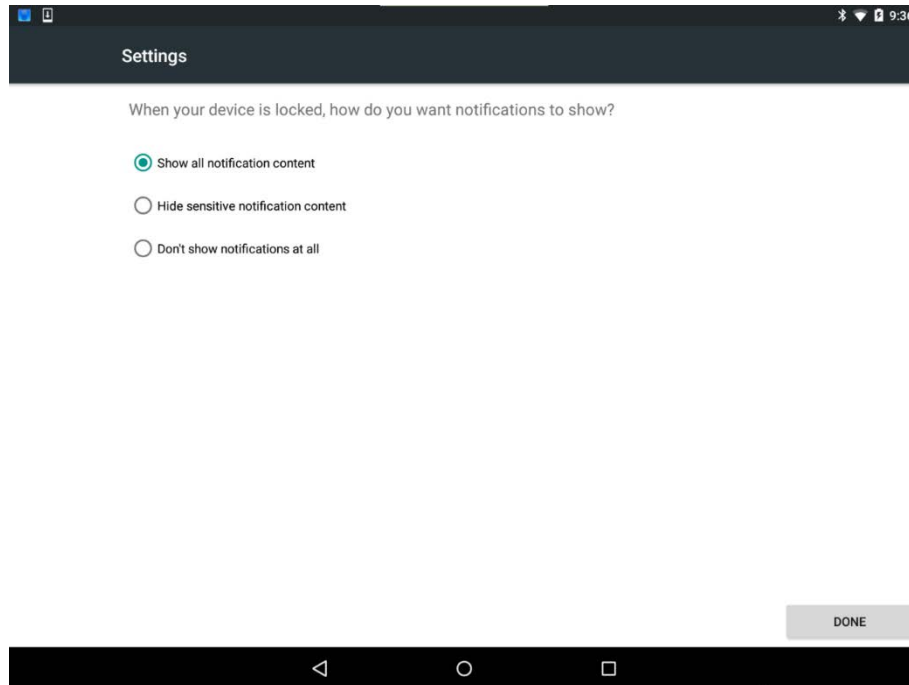 Settings
When your device is locked, how do you want notifications to show?
Show all notification content
Hide sensitive notification content
Don't show notifications at all
DONE